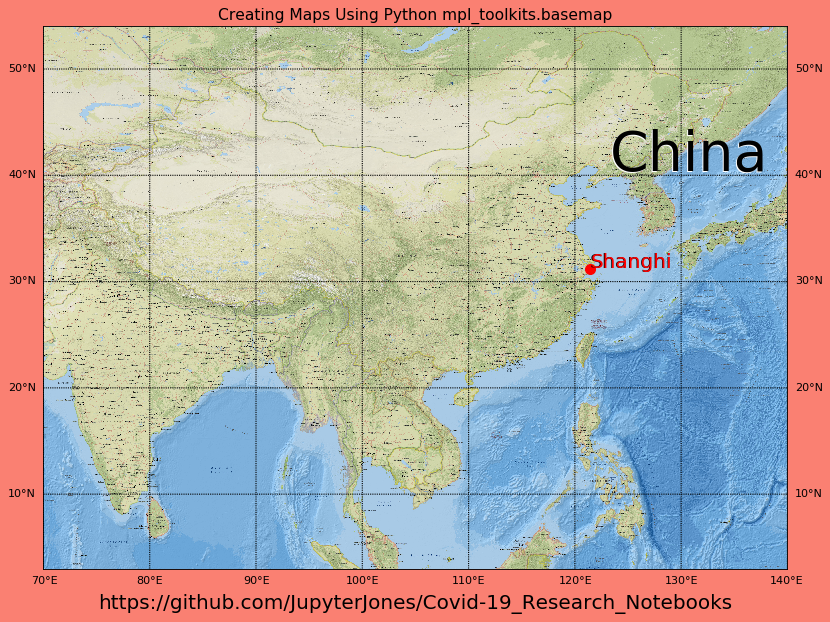 Creating Maps Using Python mpl_toolkits.basemap
50°N
50°N
China
40°N
40°N
Shanghi
30°N
30°N
20°N
20°N
10°N
10°N
70°E 80°E 90°E 100°E 110°E 120°E 130°E 140°E
https://github.com/JupyterJones/Covid-19_Research_Notebooks